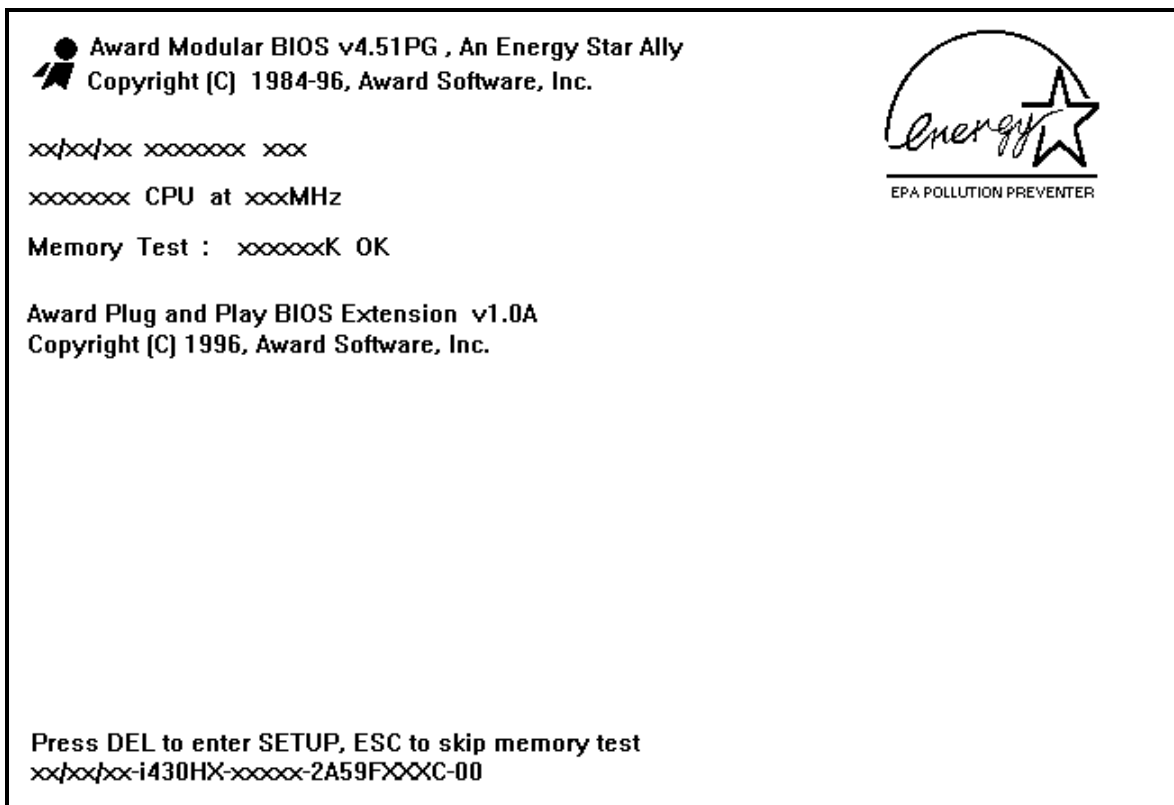 Award Modular BIOS v4.51PG , An Energy Star Ally
Copyright (C) 1984-96, Award Software, Inc.
energy
EPA POLLUTION PREVENTER
xx/xx/xx xxxxxxx xxx
xxxxxxx CPU at xxxMHz
Memory Test : xxxxxxK OK
Award Plug and Play BIOS Extension v1.0A
Copyright (C) 1996, Award Software, Inc.
Press DEL to enter SETUP, ESC to skip memory test
xx/xx/xx-i430HX-xxxxx-2A59FXXXC-00